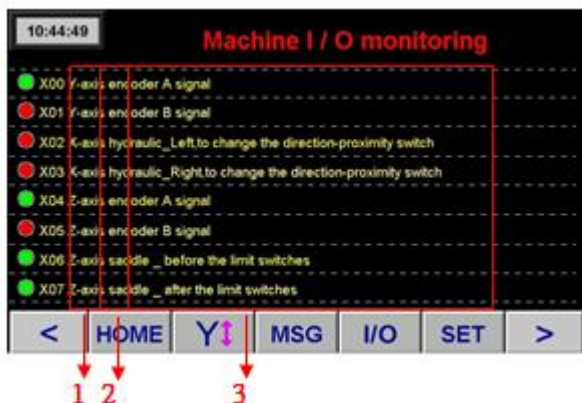 10:44:49
Machine I / O monitoring
X00 Y-axis encoder A signal
X01 Y-axis encoder B signal
X02 X-axis hydraulic_Left,to change the direction-proximity switch
X03 X-axis hydraulic_Right,to change the direction-proximity switch
X04 Z-axis encoder A signal
X05 Z-axis encoder B signal
X06 Z-axis saddle _ before the limit switches
X07 Z-axis saddle _ after the limit switches
< HOME Y MSG I/O SET >
1 2 3